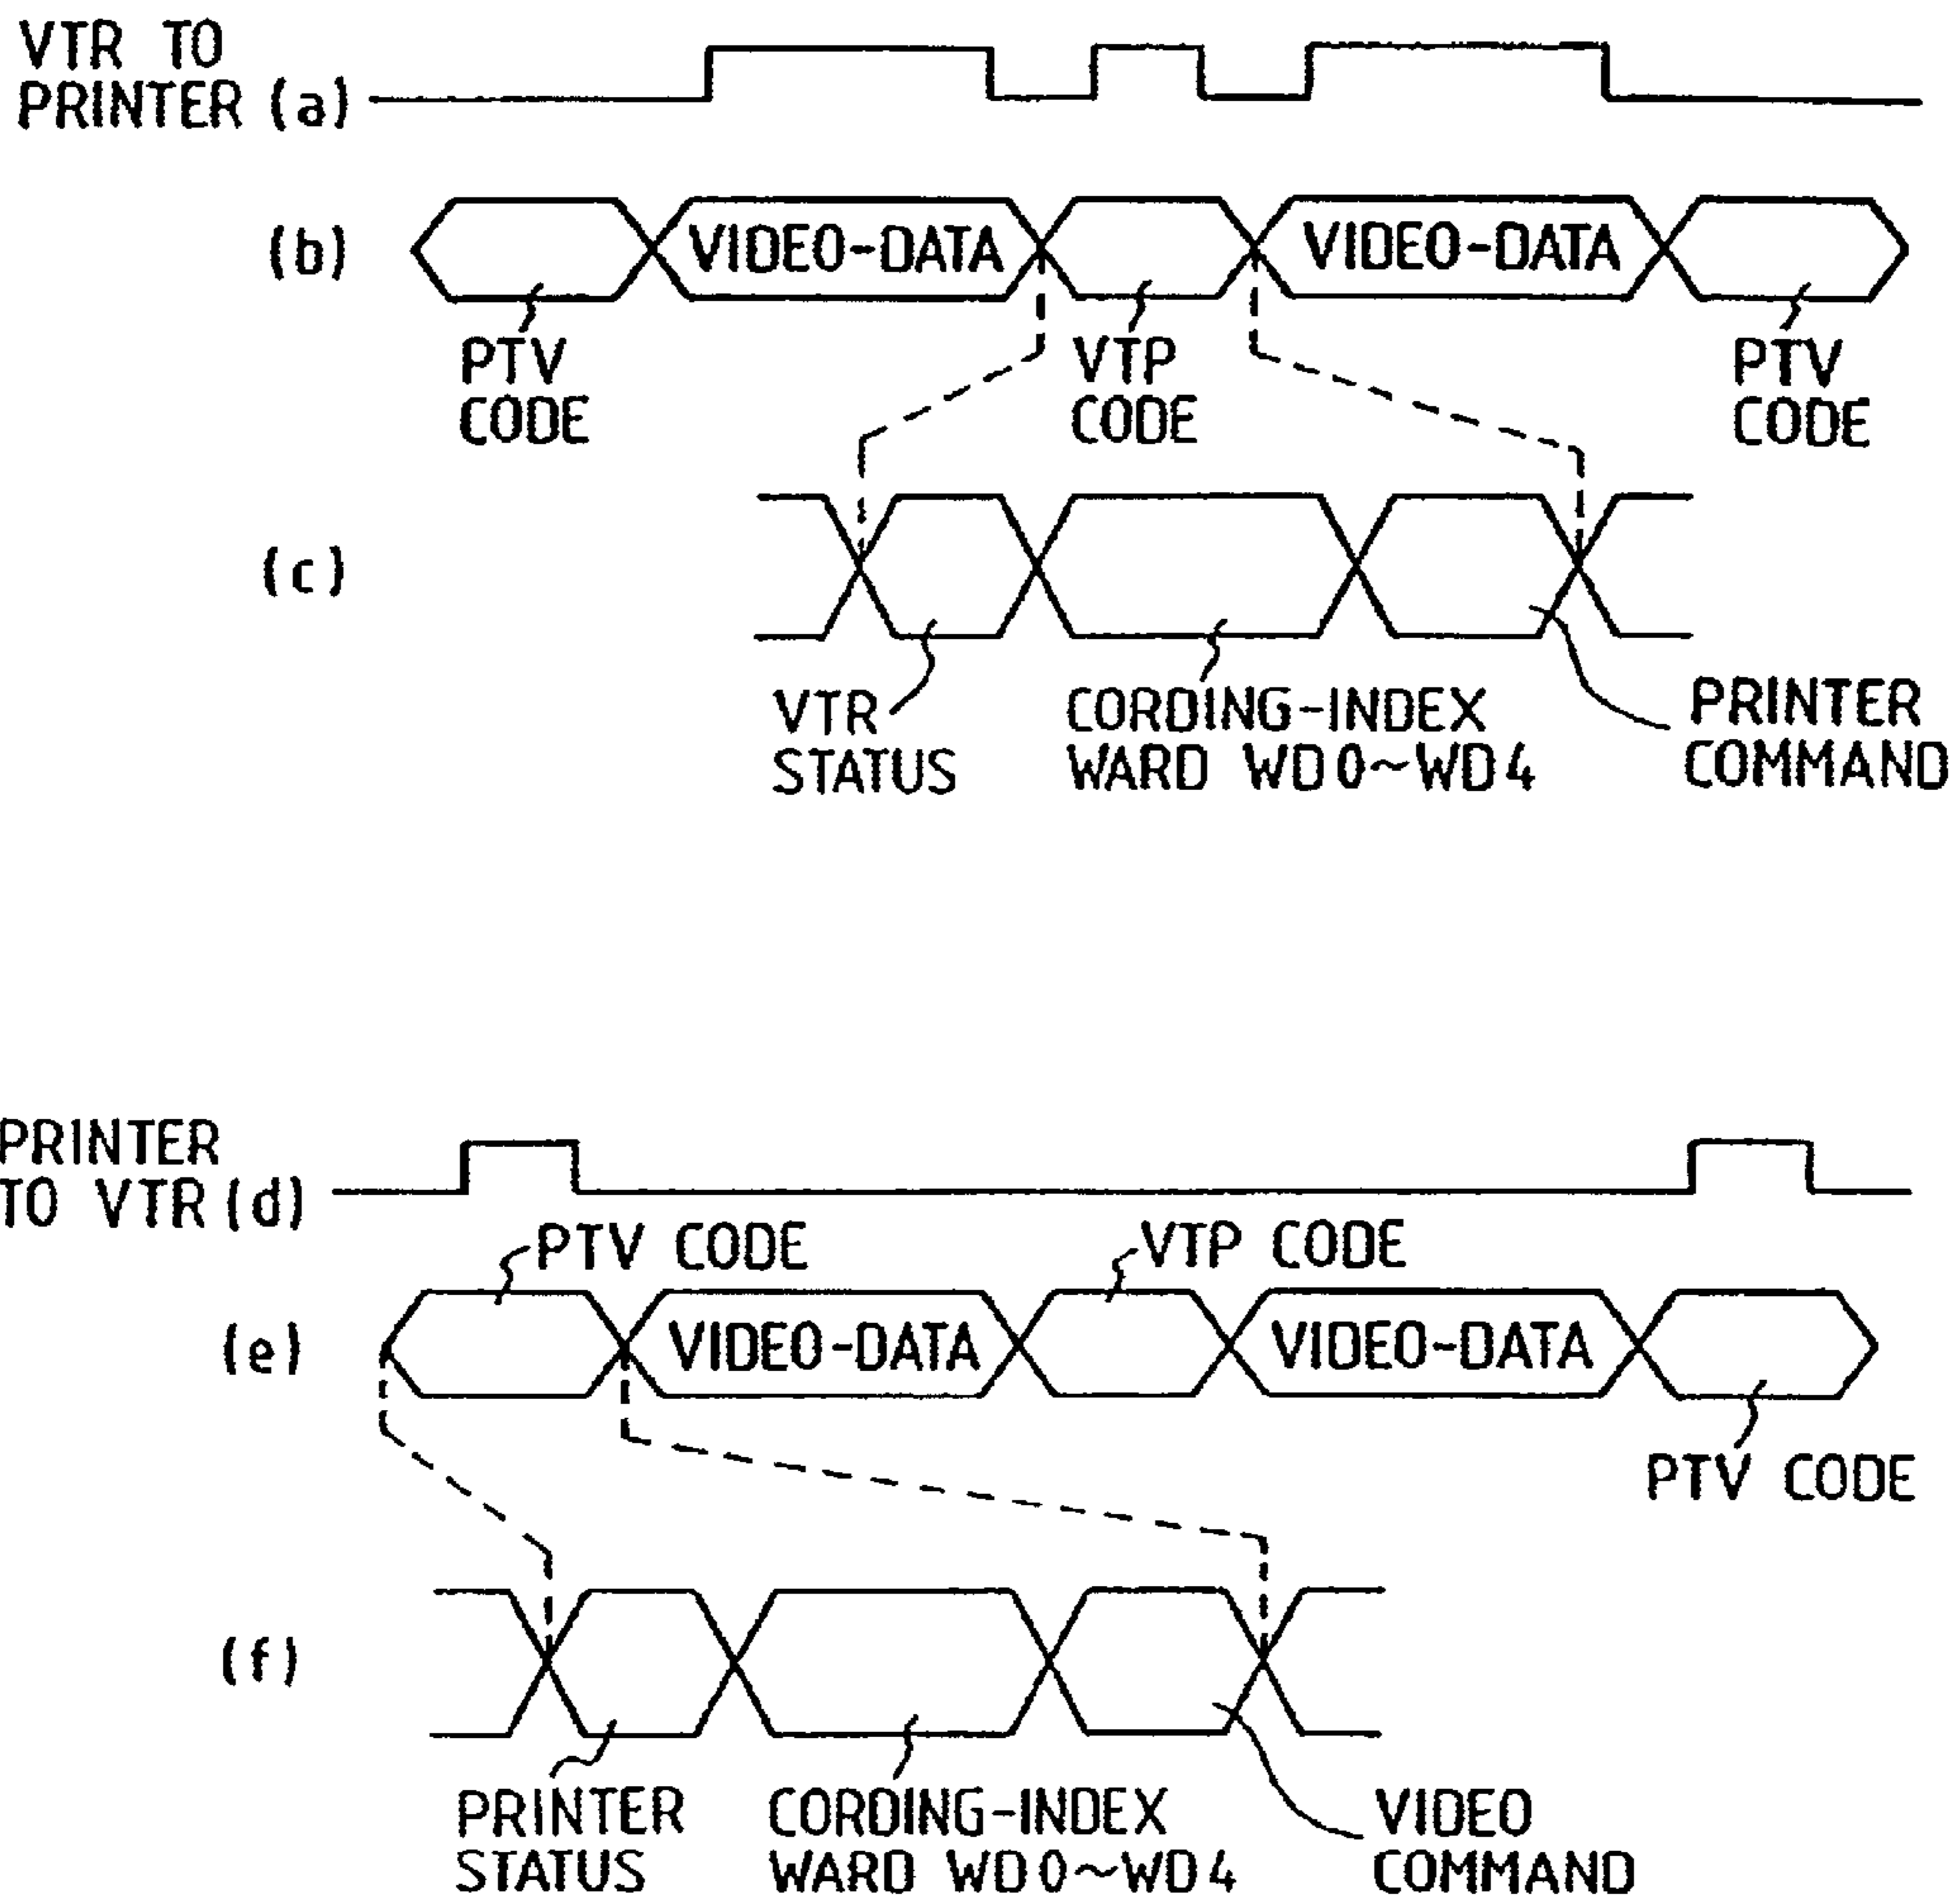 VTR TO
PRINTER (a)
(b)
VIDEO-DATA
VIDEO-DATA
PTV
CODE
VTP
CODE
PTV
CODE
(c)
VTR
STATUS
CORDING-INDEX
WARD WD0~WD4
PRINTER
COMMAND
PRINTER
TO VTR (d)
PTV CODE
VTP CODE
(e)
VIDEO-DATA
VIDEO-DATA
PTV CODE
(f)
PRINTER
STATUS
CORDING-INDEX
WARD WD0~WD4
VIDEO
COMMAND